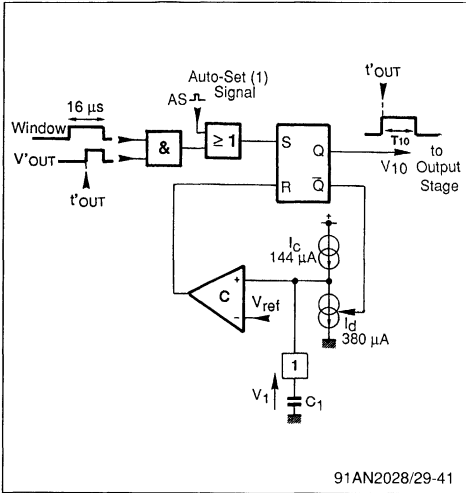 t'OUT
Auto-Set (1)
Signal
16 µs
AS
Window
V'OUT
&
≥ 1
S
Q
R
Q̅
T10
V10
to
Output
Stage
t'OUT
+
IC
144 µA
C
+
−
Vref
Id
380 µA
1
V1
C1
91AN2028/29-41